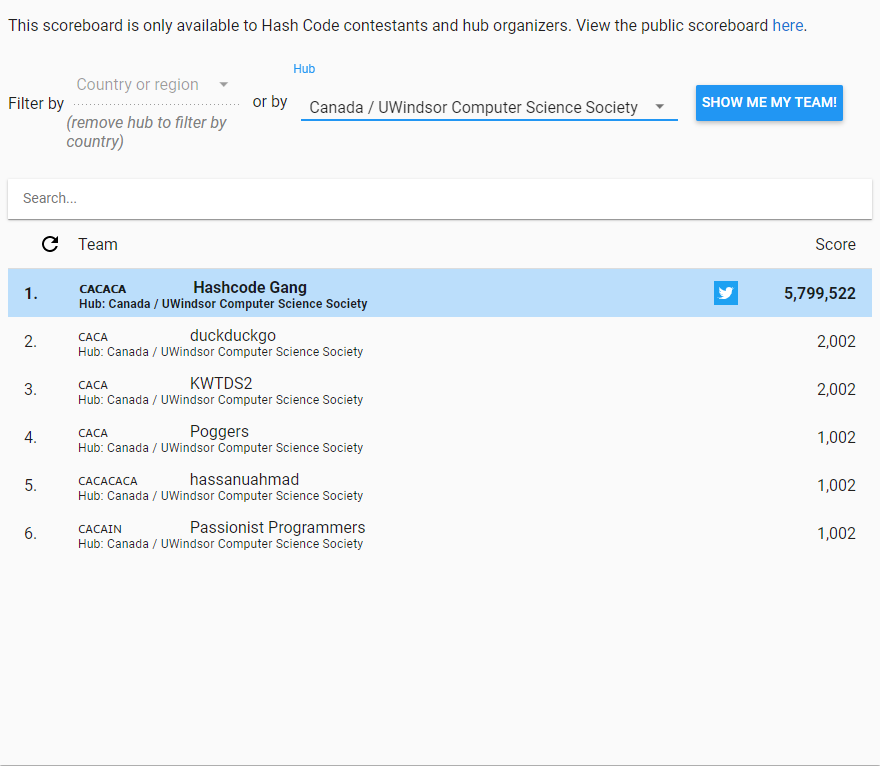 This scoreboard is only available to Hash Code contestants and hub organizers. View the public scoreboard here.
Hub
Filter by Country or region or by Canada / UWindsor Computer Science Society SHOW ME MY TEAM!
(remove hub to filter by
country)
Search...
Team Score
1. CACACA Hashcode Gang 5,799,522
Hub: Canada / UWindsor Computer Science Society
2. CACA duckduckgo 2,002
Hub: Canada / UWindsor Computer Science Society
3. CACA KWTDS2 2,002
Hub: Canada / UWindsor Computer Science Society
4. CACA Poggers 1,002
Hub: Canada / UWindsor Computer Science Society
5. CACACACA hassanuahmad 1,002
Hub: Canada / UWindsor Computer Science Society
6. CACAIN Passionist Programmers 1,002
Hub: Canada / UWindsor Computer Science Society